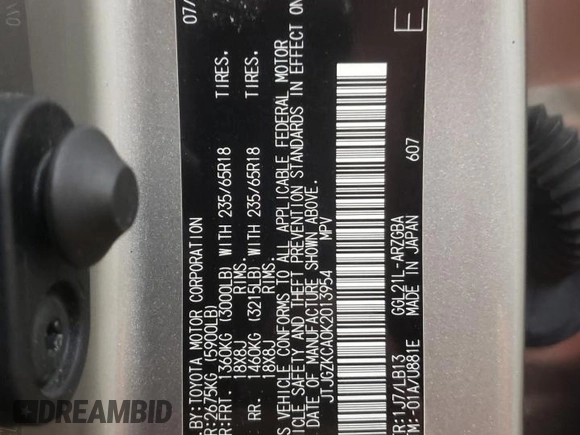 07/
BY:TOYOTA MOTOR CORPORATION
R:2675KG (5900LB)
R:FRT. 1360KG (3000LB) WITH 235/65R18 TIRES.
18X8J RIMS.
RR. 1460KG (3215LB) WITH 235/65R18 TIRES.
18X8J RIMS.
S VEHICLE CONFORMS TO ALL APPLICABLE FEDERAL MOTOR
VEHICLE SAFETY AND THEFT PREVENTION STANDARDS IN EFFECT ON
DATE OF MANUFACTURE SHOWN ABOVE.
JTJGZKCA0K2013954 MPV
E
R:1J7/LB13 GGL21L-ARZGBA
TM:-01A/U881E MADE IN JAPAN 607
DREAMBID